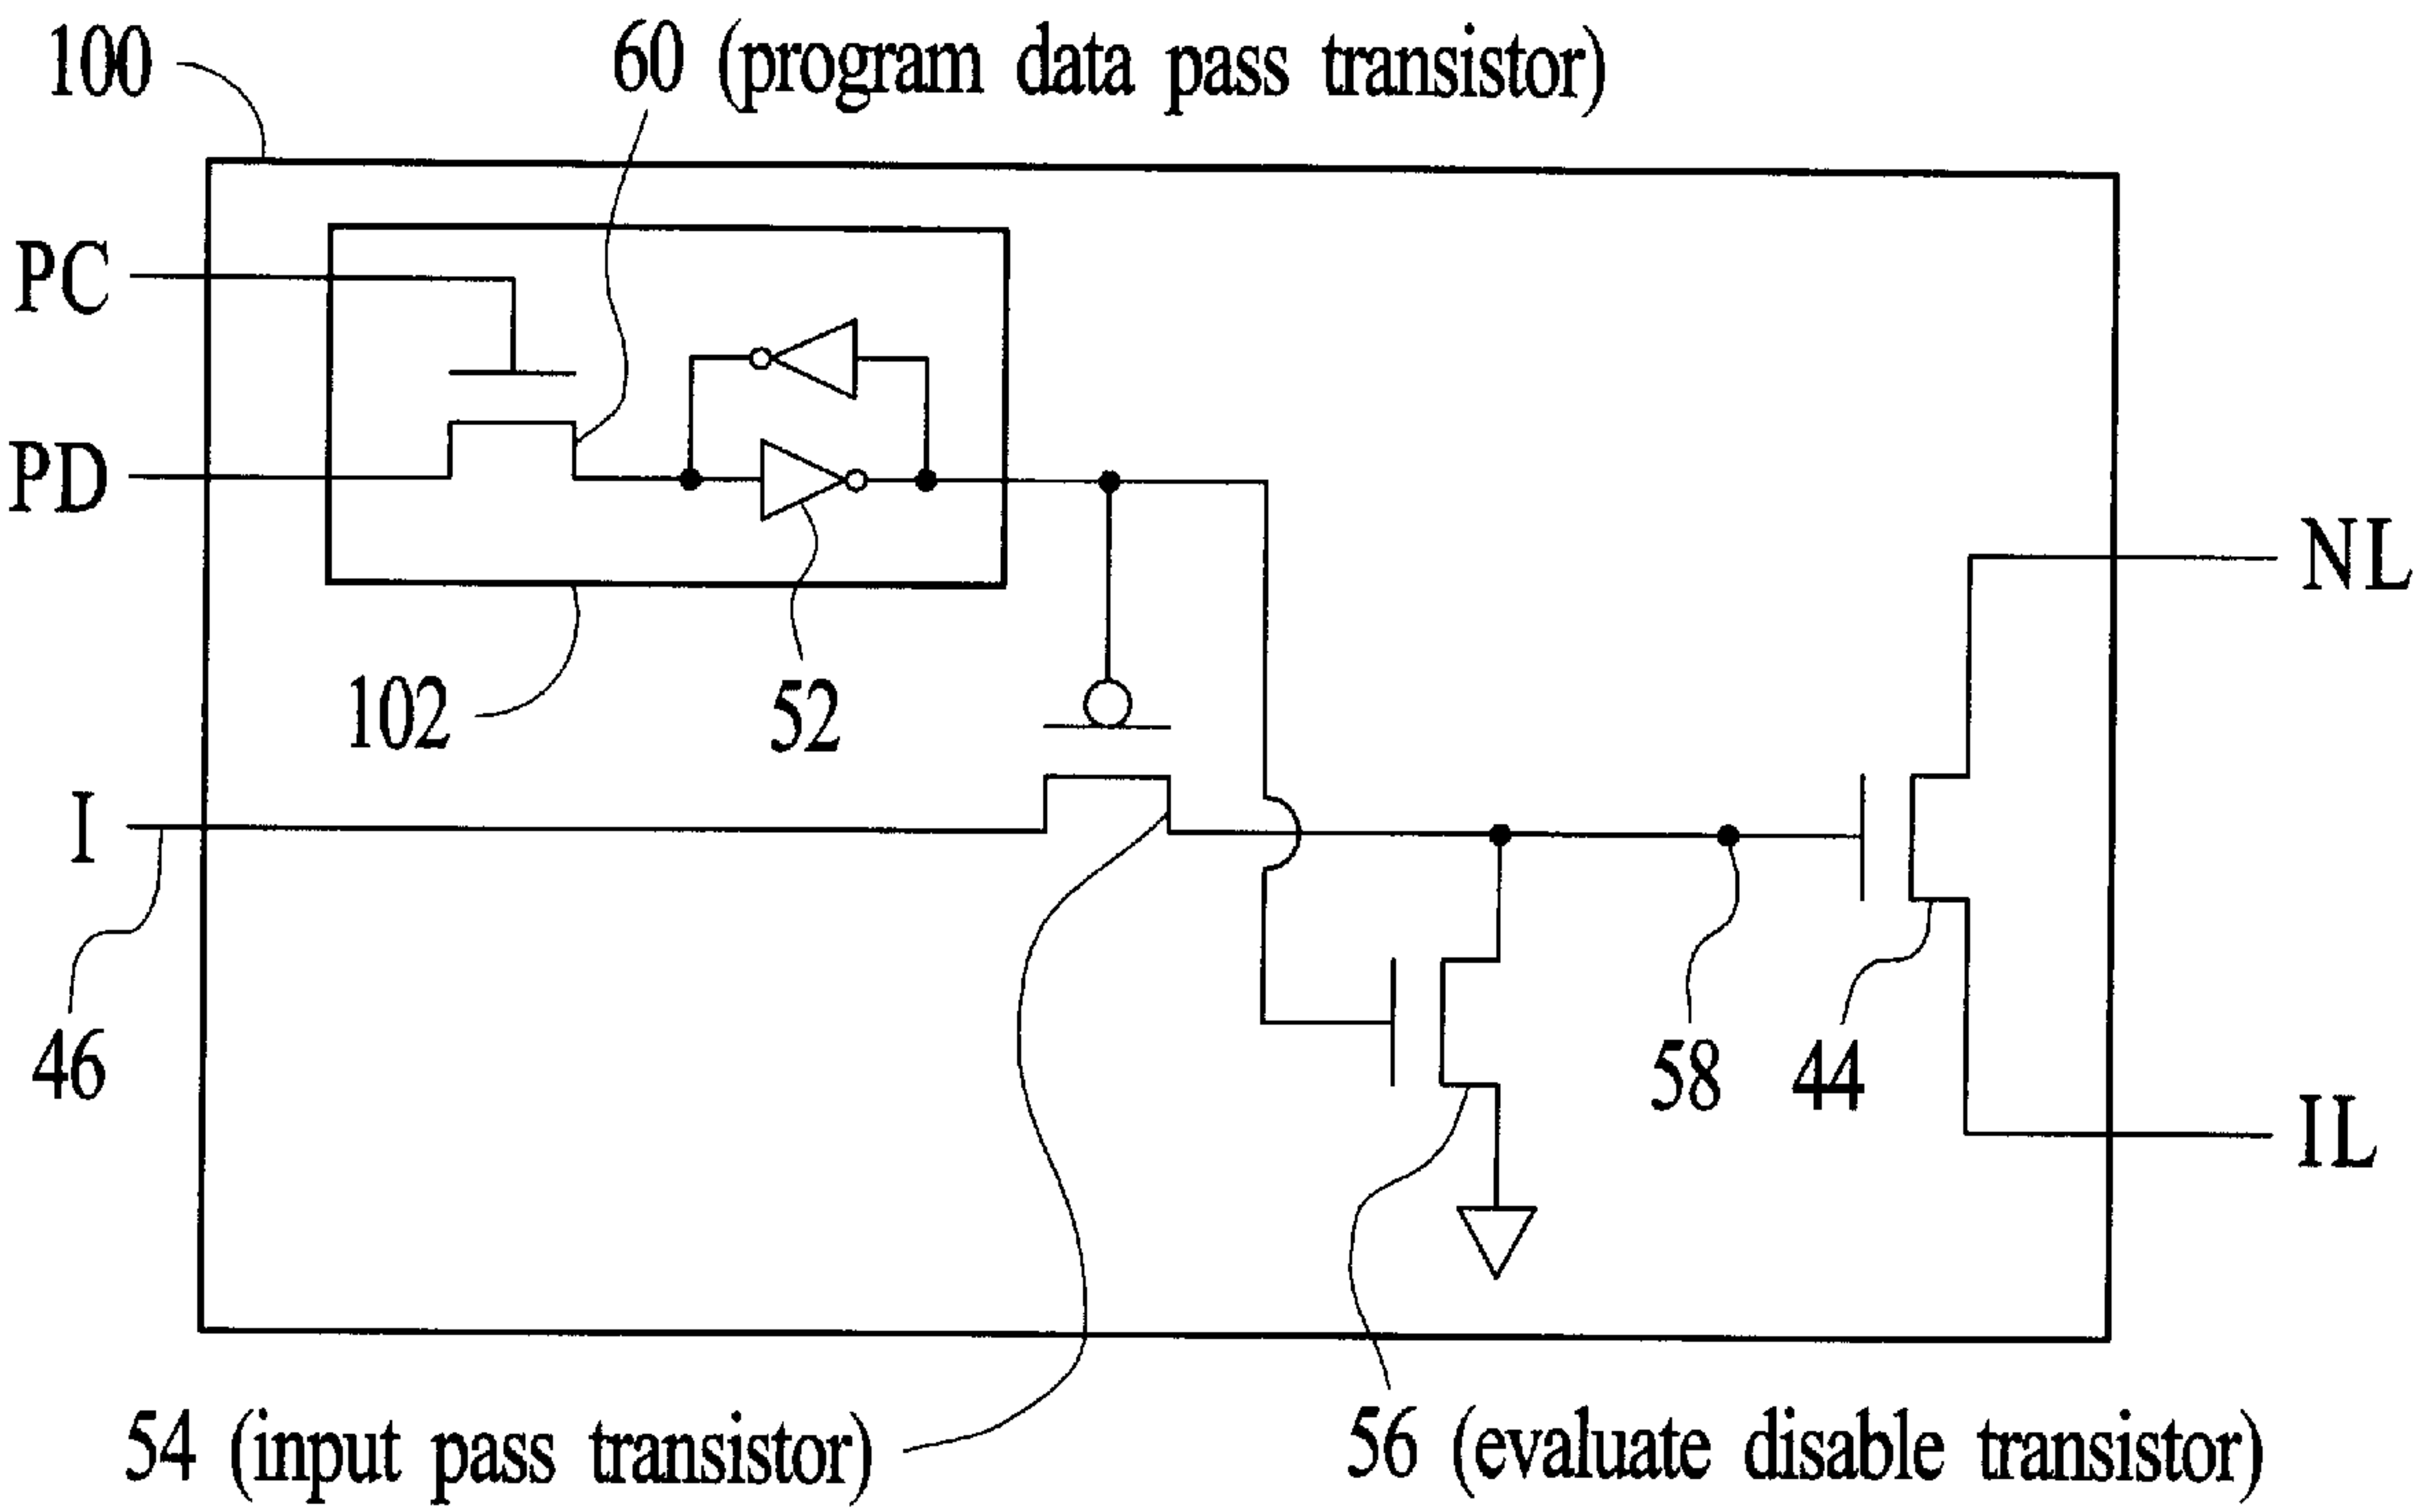 100
60 (program data pass transistor)
PC
PD
NL
102
52
I
46
58
44
IL
54 (input pass transistor)
56 (evaluate disable transistor)